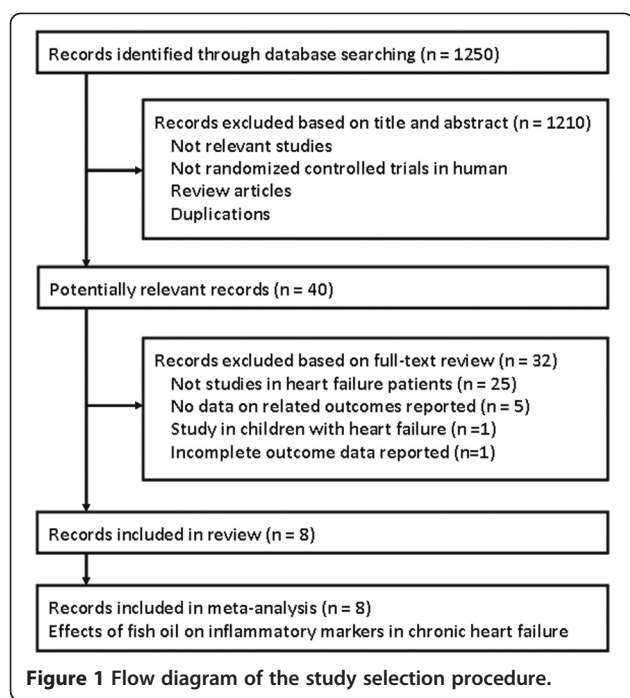 Records identified through database searching (n = 1250)
Records excluded based on title and abstract (n = 1210)
Not relevant studies
Not randomized controlled trials in human
Review articles
Duplications
Potentially relevant records (n = 40)
Records excluded based on full-text review (n = 32)
Not studies in heart failure patients (n = 25)
No data on related outcomes reported (n = 5)
Study in children with heart failure (n =1)
Incomplete outcome data reported (n=1)
Records included in review (n = 8)
Records included in meta-analysis (n = 8)
Effects of fish oil on inflammatory markers in chronic heart failure
Figure 1 Flow diagram of the study selection procedure.